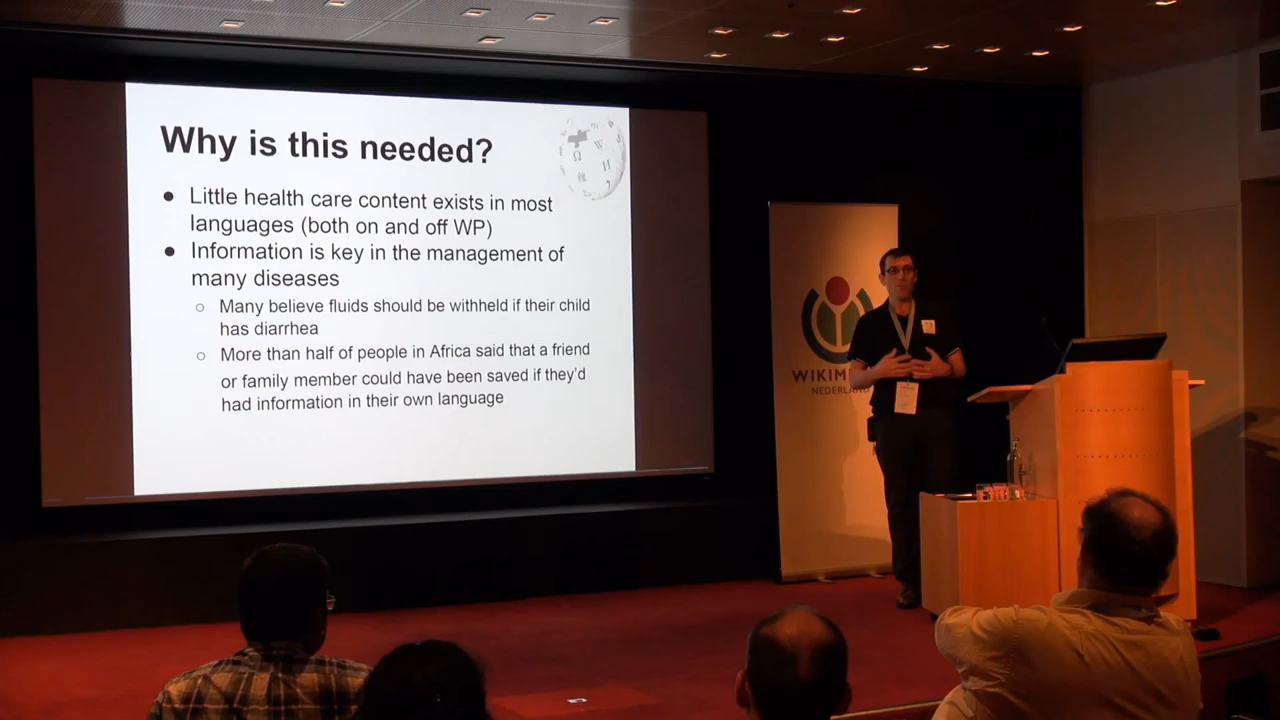 Why is this needed?
● Little health care content exists in most
languages (both on and off WP)
● Information is key in the management of
many diseases
○ Many believe fluids should be withheld if their child
has diarrhea
○ More than half of people in Africa said that a friend
or family member could have been saved if they'd
had information in their own language
WIKIM
NEDERLAND